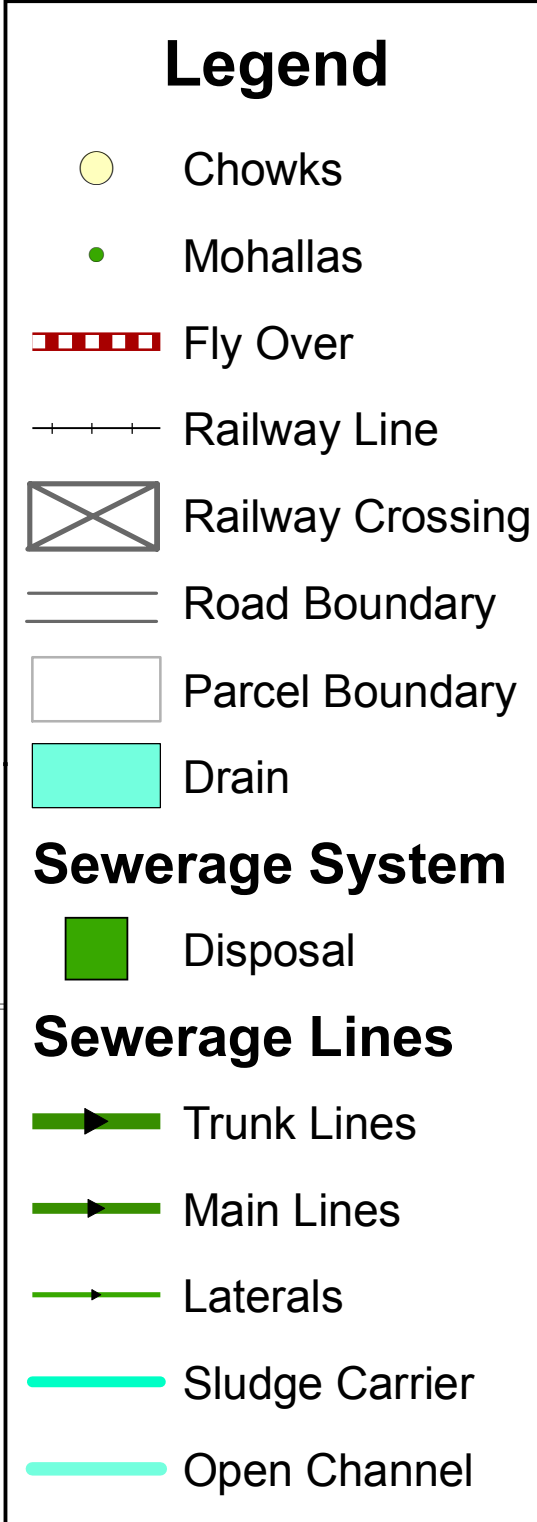 Legend
Chowks
Mohallas
Fly Over
Railway Line
Railway Crossing
Road Boundary
Parcel Boundary
Drain
Sewerage System
Disposal
Sewerage Lines
Trunk Lines
Main Lines
Laterals
Sludge Carrier
Open Channel